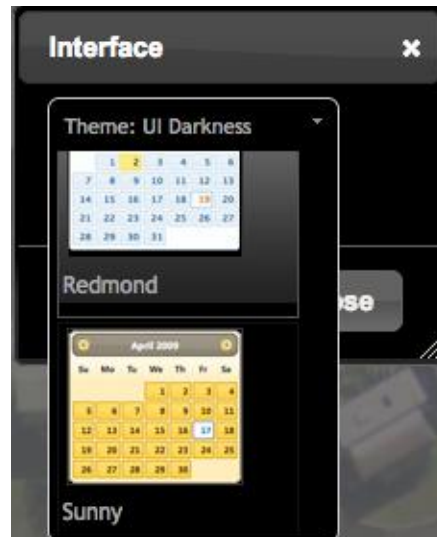 Interface
Theme: UI Darkness
1 2 3 4 5 6
7 8 9 10 11 12 13
14 15 16 17 18 19 20
21 22 23 24 25 26 27
28 29 30 31
Redmond
ose
April 2009
Su Mo Tu We Th Fr Sa
1 2 3 4
5 6 7 8 9 10 11
12 13 14 15 16 17 18
19 20 21 22 23 24 25
26 27 28 29 30
Sunny